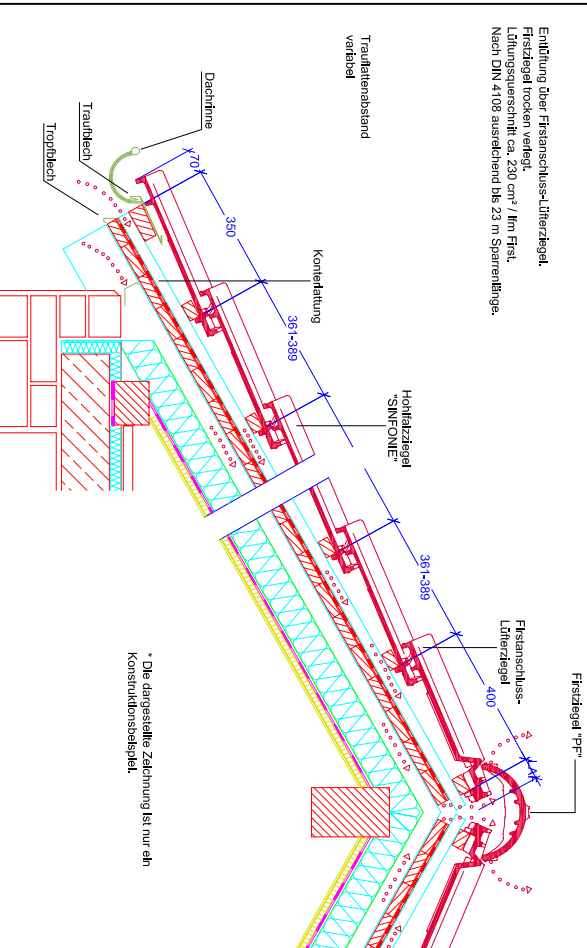 Entlüftung über Firstanschluss-Lüfterziegel.
Firstziegel trocken verlegt.
Lüftungsquerschnitt ca. 230 cm² / lfm First.
Nach DIN 4108 ausreichend bis 23 m Sparrenlänge.
Firstziegel "PF"
Trauflattenabstand
variabel
Dachrinne
Traufblech
Tropfblech
70
350
361-389
361-389
400
LAF
Konterlattung
Hohlfalzziegel
"SINFONIE"
Firstanschluss-
Lüfterziegel
* Die dargestellte Zeichnung ist nur ein
Konstruktionsbeispiel.